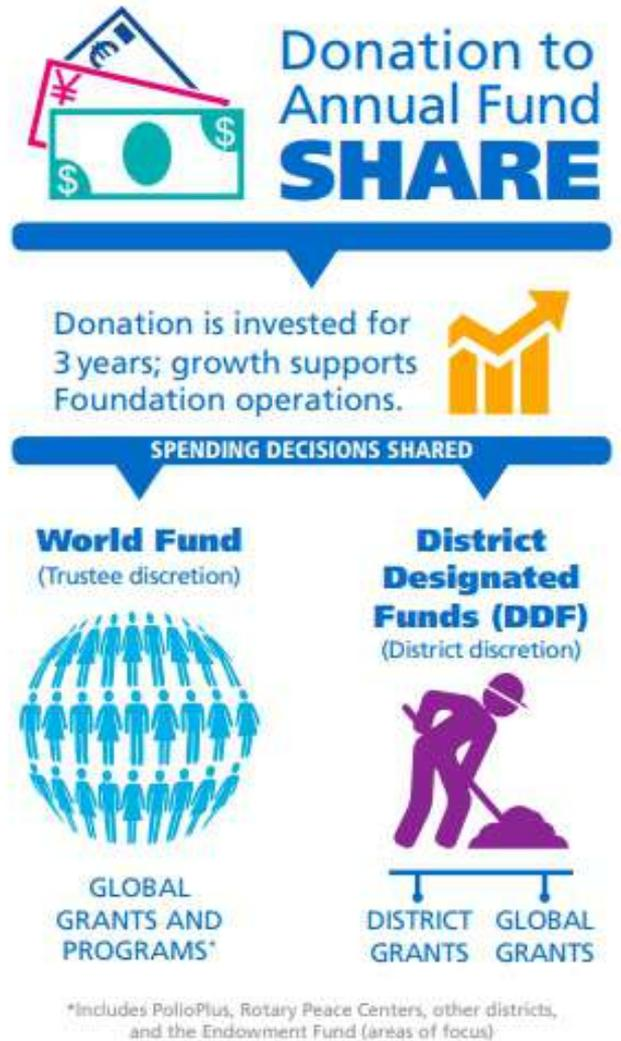 Donation to
Annual Fund
SHARE
€
¥
$
$
Donation is invested for
3 years; growth supports
Foundation operations.
SPENDING DECISIONS SHARED
World Fund
(Trustee discretion)
District
Designated
Funds (DDF)
(District discretion)
GLOBAL
GRANTS AND
PROGRAMS*
DISTRICT GRANTS
GLOBAL GRANTS
*Includes PolioPlus, Rotary Peace Centers, other districts,
and the Endowment Fund (areas of focus)